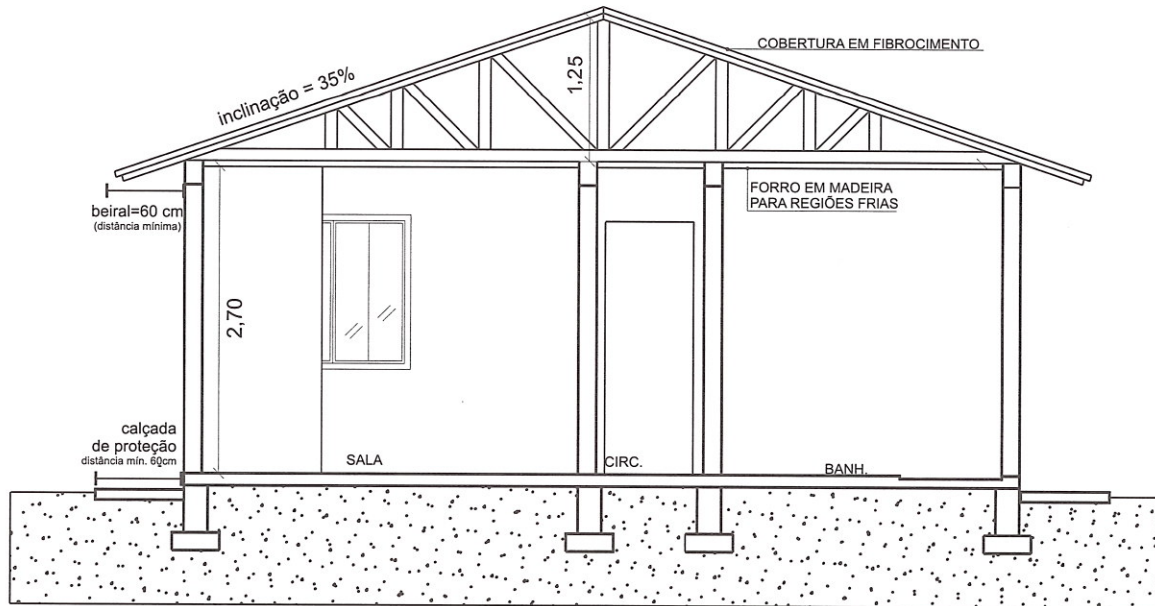 COBERTURA EM FIBROCIMENTO
inclinação = 35%
1,25
beiral=60 cm
(distância mínima)
FORRO EM MADEIRA
PARA REGIÕES FRIAS
2,70
calçada
de proteção
distância mín. 60cm
SALA
CIRC.
BANH.